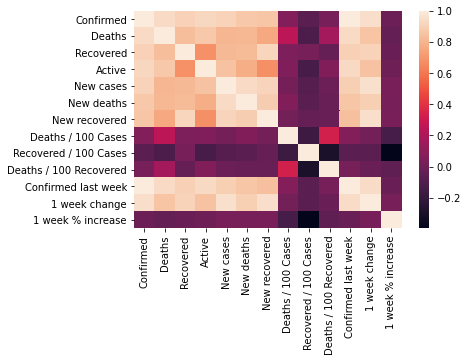 Confirmed
Deaths
Recovered
Active
New cases
New deaths
New recovered
Deaths / 100 Cases
Recovered / 100 Cases
Deaths / 100 Recovered
Confirmed last week
1 week change
1 week % increase
Confirmed
Deaths
Recovered
Active
New cases
New deaths
New recovered
Deaths / 100 Cases
Recovered / 100 Cases
Deaths / 100 Recovered
Confirmed last week
1 week change
1 week % increase
1.0
0.8
0.6
0.4
0.2
0.0
−0.2